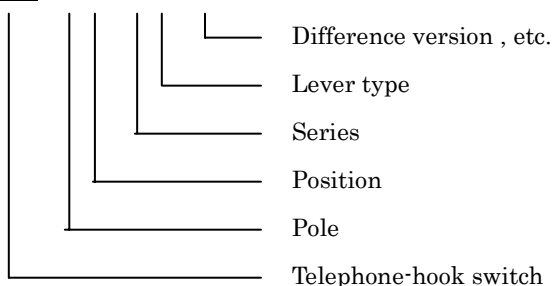 Difference version , etc.
Lever type
Series
Position
Pole
Telephone-hook switch